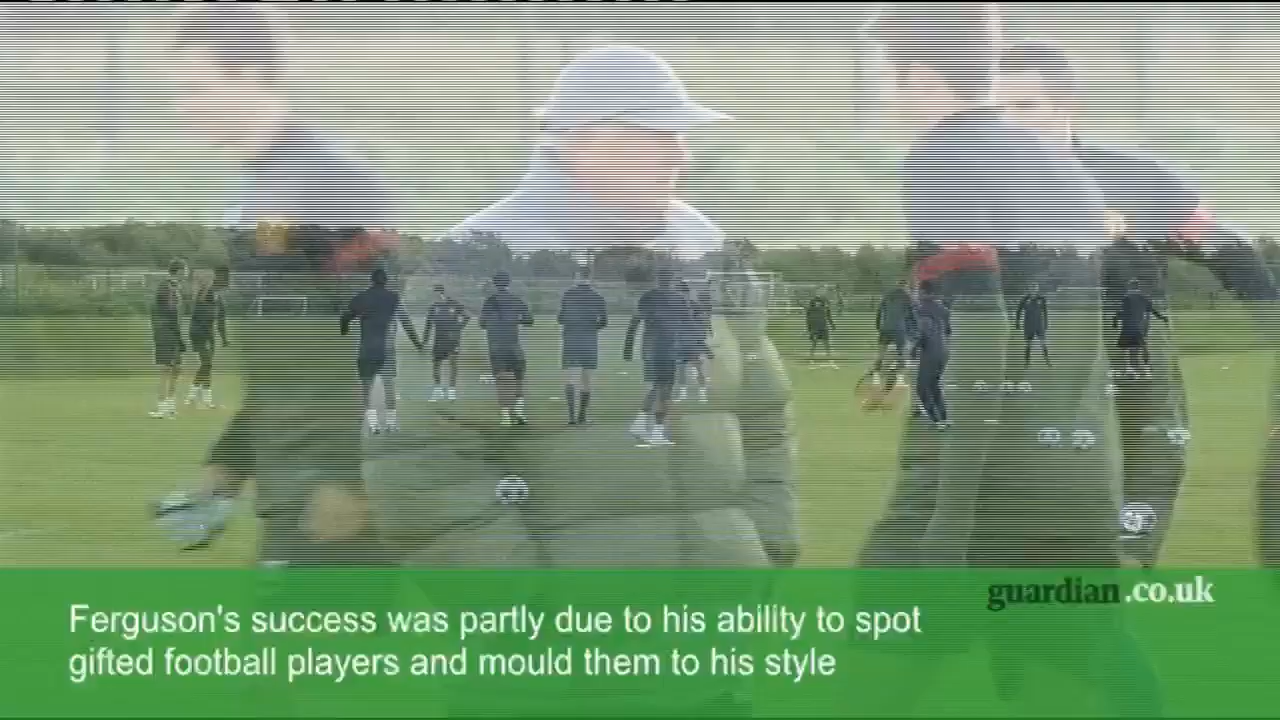 guardian.co.uk
Ferguson's success was partly due to his ability to spot
gifted football players and mould them to his style